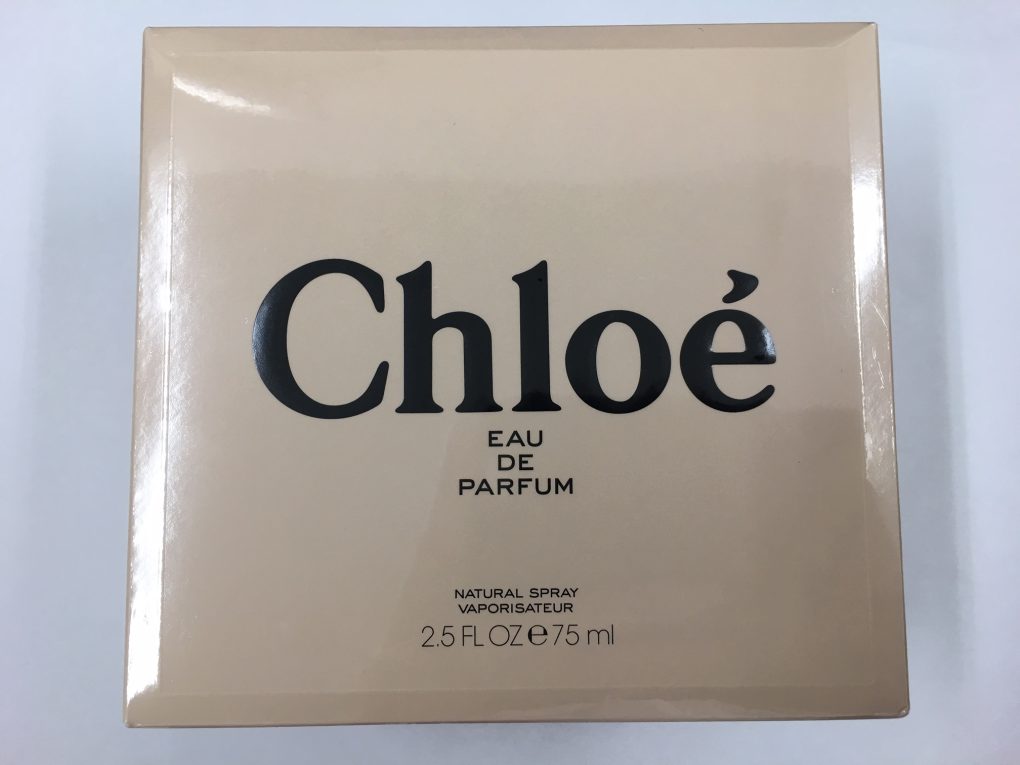 Chloé
EAU
DE
PARFUM
NATURAL SPRAY
VAPORISATEUR
2.5 FL OZ ℮ 75 ml